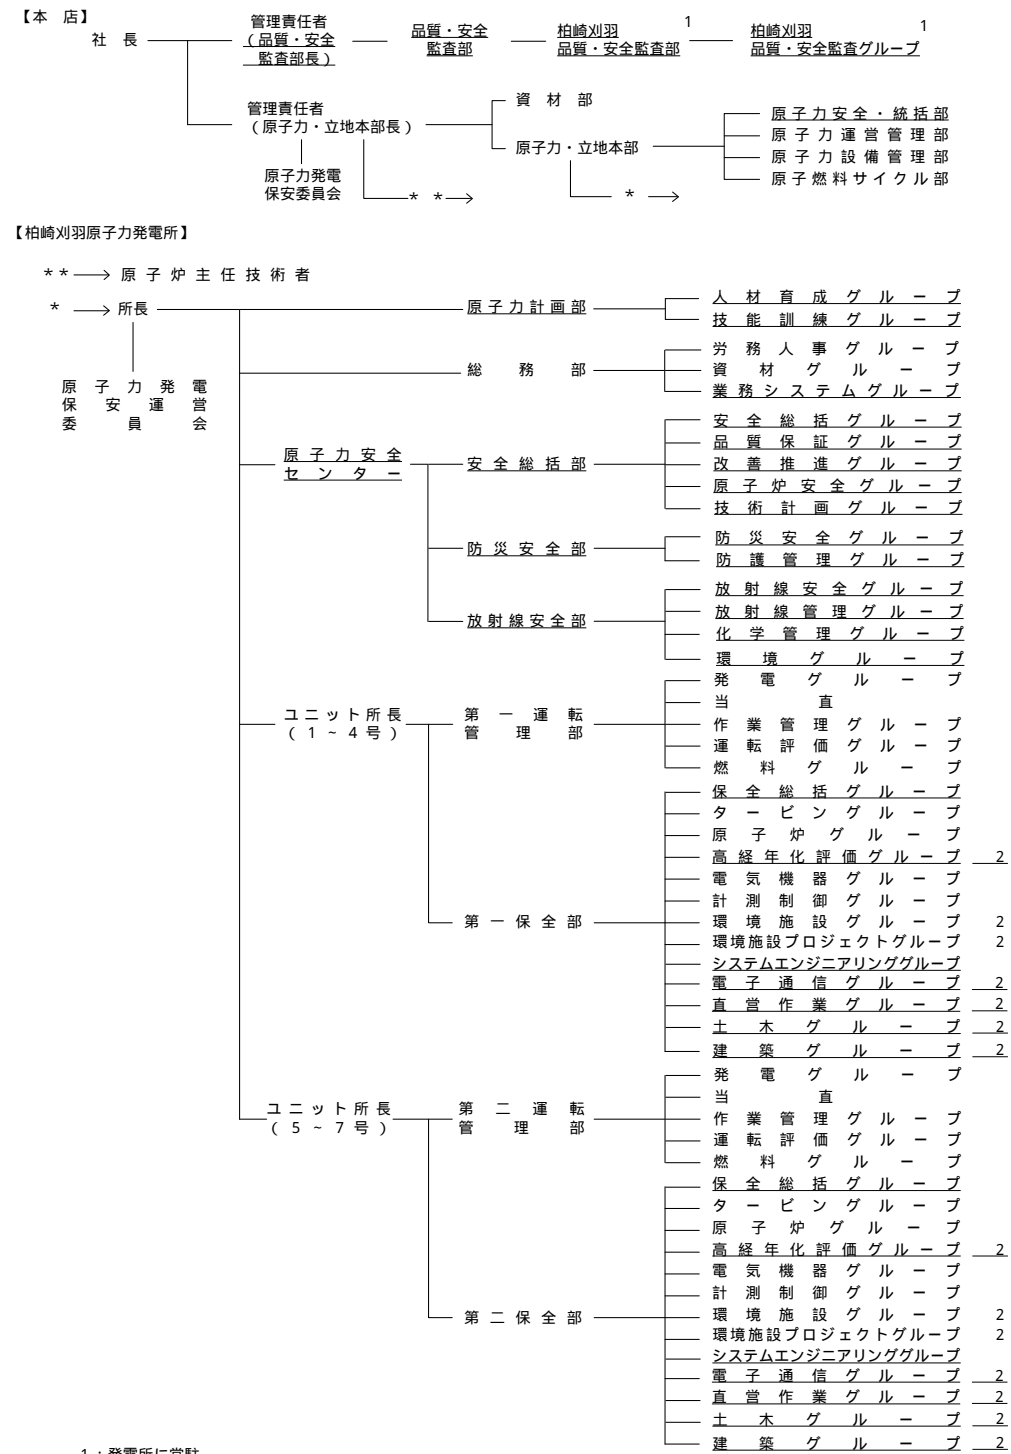 【本 店】
社 長
管理責任者
(品質・安全
監査部長)
品質・安全
監査部
柏崎刈羽
品質・安全監査部
1
柏崎刈羽
品質・安全監査グループ
1
管理責任者
(原子力・立地本部長)
原子力発電
保安委員会
**
資材部
原子力・立地本部
*
原子力安全・統括部
原子力運営管理部
原子力設備管理部
原子燃料サイクル部
【柏崎刈羽原子力発電所】
** 原子炉主任技術者
* 所長
原子力発電
保安運営
委員会
原子力計画部
人材育成グループ
技能訓練グループ
総務部
労務人事グループ
資材グループ
業務システムグループ
原子力安全
センター
安全総括部
安全総括グループ
品質保証グループ
改善推進グループ
原子炉安全グループ
技術計画グループ
防災安全部
防災安全グループ
防護管理グループ
放射線安全部
放射線安全グループ
放射線管理グループ
化学管理グループ
環境グループ
ユニット所長
(1~4号)
第一運転
管理部
発電グループ
当直
作業管理グループ
運転評価グループ
燃料グループ
第一保全部
保全総括グループ
タービングループ
原子炉グループ
高経年化評価グループ 2
電気機器グループ
計測制御グループ
環境施設グループ 2
環境施設プロジェクトグループ 2
システムエンジニアリンググループ
電子通信グループ 2
直営作業グループ 2
土木グループ 2
建築グループ 2
ユニット所長
(5~7号)
第二運転
管理部
発電グループ
当直
作業管理グループ
運転評価グループ
燃料グループ
第二保全部
保全総括グループ
タービングループ
原子炉グループ
高経年化評価グループ 2
電気機器グループ
計測制御グループ
環境施設グループ 2
環境施設プロジェクトグループ 2
システムエンジニアリンググループ
電子通信グループ 2
直営作業グループ 2
土木グループ 2
建築グループ 2
1:発電所に常駐